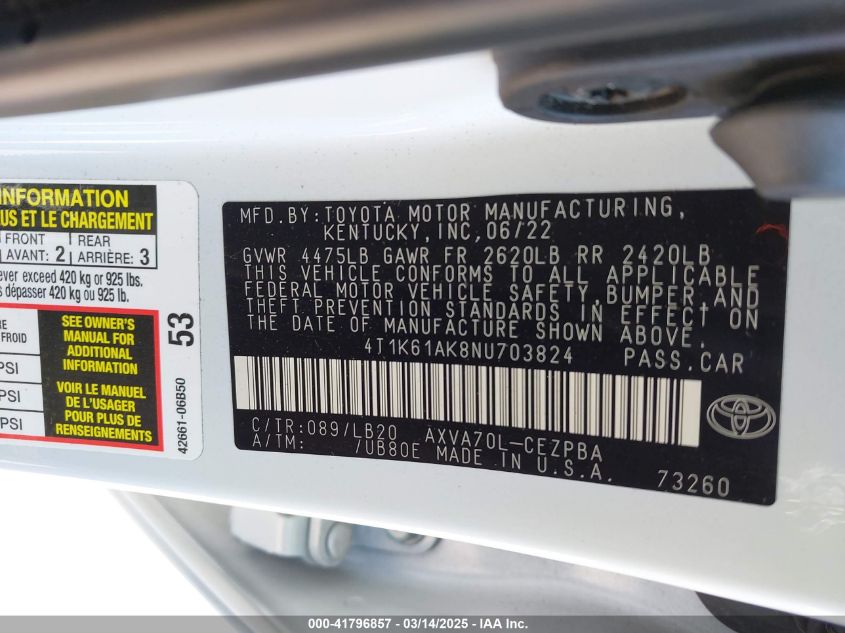 INFORMATION
US ET LE CHARGEMENT
FRONT
AVANT: 2
REAR
ARRIÈRE: 3
ever exceed 420 kg or 925 lbs.
s dépasser 420 kg ou 925 lb.
RE
FROID
PSI
PSI
SEE OWNER'S
MANUAL FOR
ADDITIONAL
INFORMATION
VOIR LE MANUEL
DE L'USAGER
POUR PLUS DE
RENSEIGNEMENTS
53
42661-06B50
MFD.BY:TOYOTA MOTOR MANUFACTURING,
KENTUCKY,INC,06/22
GVWR 4475LB GAWR FR 2620LB RR 2420LB
THIS VEHICLE CONFORMS TO ALL APPLICABLE
FEDERAL MOTOR VEHICLE SAFETY,BUMPER,AND
THEFT PREVENTION STANDARDS IN EFFECT ON
THE DATE OF MANUFACTURE SHOWN ABOVE.
4T1K61AK8NU703824 PASS.CAR
C/TR:089/LB20 AXVA70L-CEZPBA
A/TM: /UB80E MADE IN U.S.A.
73260
000-41796857 - 03/14/2025 - IAA Inc.